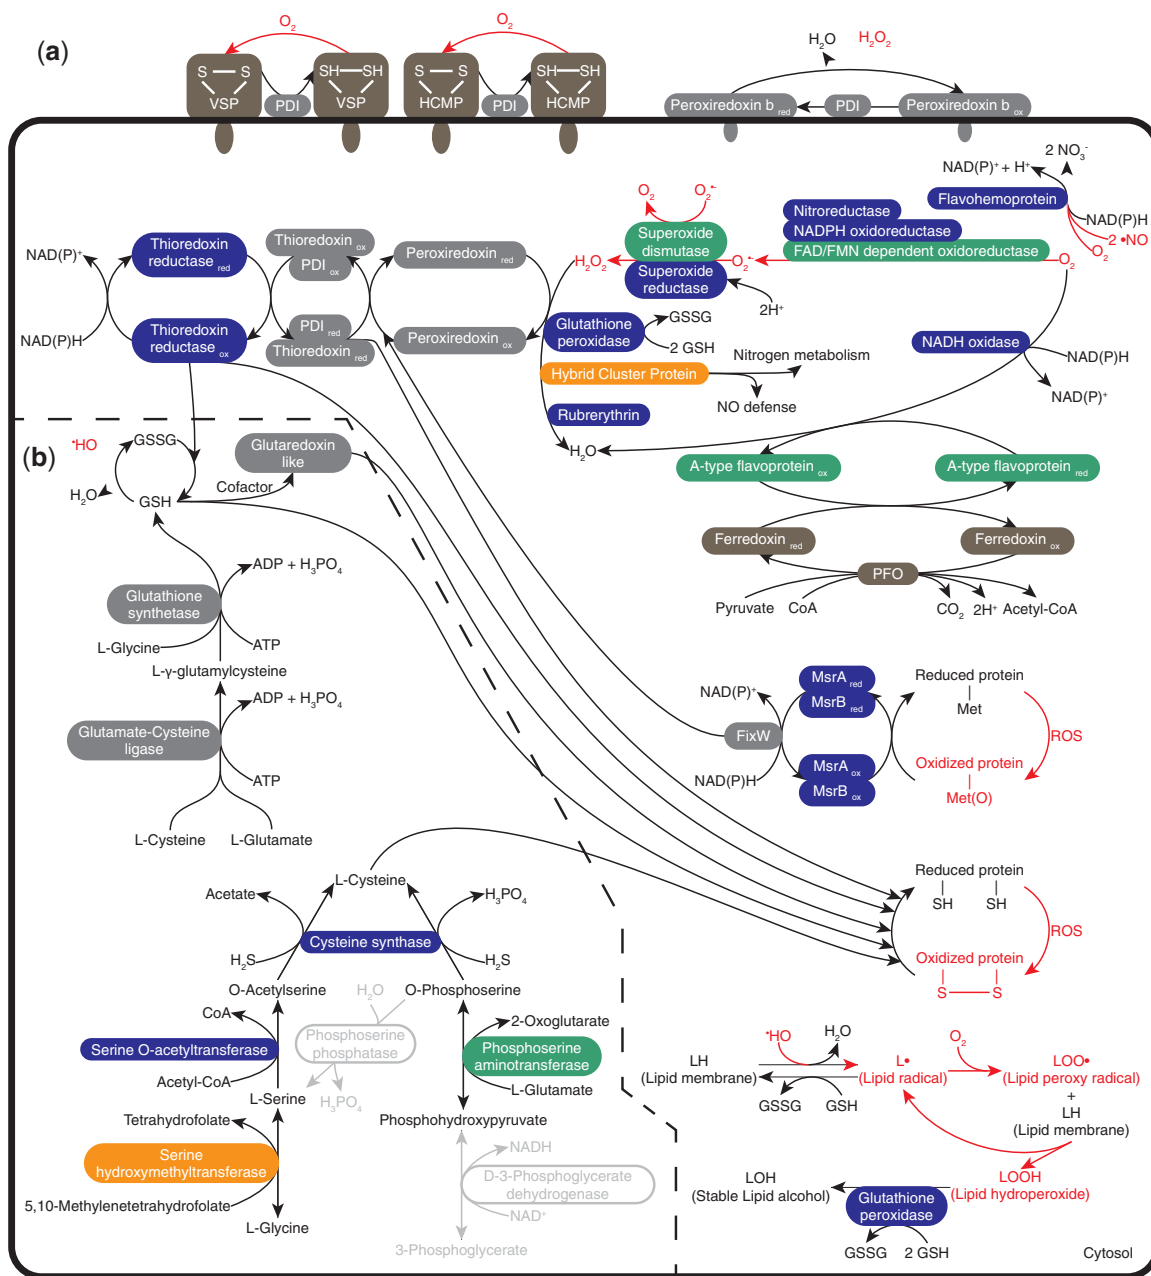 (a)
O2
O2
S S
VSP
PDI
SH SH
VSP
S S
HCMP
PDI
SH SH
HCMP
H2O
H2O2
Peroxiredoxin b red
PDI
Peroxiredoxin b ox
2 NO3-
NAD(P)+ + H+
Flavohemoprotein
NAD(P)H
2 •NO
O2
O2
O2•-
Nitroreductase
NADPH oxidoreductase
FAD/FMN dependent oxidoreductase
Superoxide
dismutase
H2O2
O2•-
O2
Superoxide
reductase
2H+
NAD(P)+
Thioredoxin
reductase red
Thioredoxin ox
PDI ox
Peroxiredoxin red
NAD(P)H
Thioredoxin
reductase ox
PDI red
Thioredoxin red
Peroxiredoxin ox
Glutathione
peroxidase
GSSG
2 GSH
NADH oxidase
NAD(P)H
NAD(P)+
Hybrid Cluster Protein
Nitrogen metabolism
NO defense
Rubrerythrin
H2O
(b)
•HO
GSSG
H2O
GSH
Cofactor
Glutaredoxin
like
A-type flavoprotein ox
A-type flavoprotein red
Ferredoxin red
Ferredoxin ox
PFO
Pyruvate
CoA
CO2
2H+
Acetyl-CoA
ADP + H3PO4
Glutathione
synthetase
L-Glycine
ATP
L-γ-glutamylcysteine
ADP + H3PO4
Glutamate-Cysteine
ligase
ATP
L-Cysteine
L-Glutamate
NAD(P)+
MsrA red
MsrB red
Reduced protein
Met
FixW
ROS
NAD(P)H
MsrA ox
MsrB ox
Oxidized protein
Met(O)
L-Cysteine
Acetate
H3PO4
Cysteine synthase
H2S
H2S
O-Acetylserine
O-Phosphoserine
Reduced protein
SH SH
ROS
Oxidized protein
S S
CoA
H2O
2-Oxoglutarate
Serine O-acetyltransferase
Phosphoserine
phosphatase
Phosphoserine
aminotransferase
Acetyl-CoA
L-Glutamate
L-Serine
H3PO4
Phosphohydroxypyruvate
Tetrahydrofolate
Serine
hydroxymethyltransferase
NADH
D-3-Phosphoglycerate
dehydrogenase
NAD+
5,10-Methylenetetrahydrofolate
L-Glycine
3-Phosphoglycerate
•HO
H2O
O2
LH
(Lipid membrane)
L•
(Lipid radical)
LOO•
(Lipid peroxy radical)
GSSG
GSH
+
LH
(Lipid membrane)
LOH
(Stable Lipid alcohol)
LOOH
(Lipid hydroperoxide)
Glutathione
peroxidase
GSSG
2 GSH
Cytosol